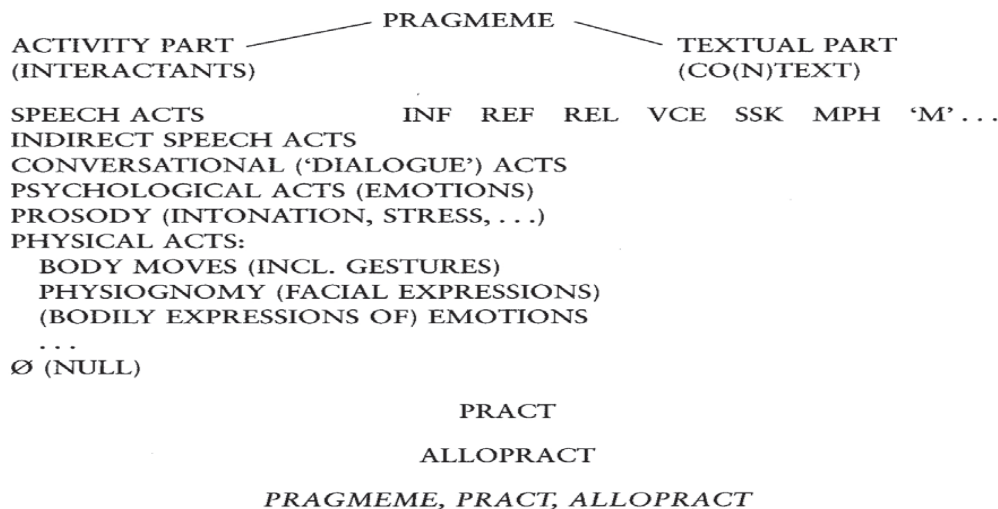 PRAGMEME
ACTIVITY PART TEXTUAL PART
(INTERACTANTS) (CO(N)TEXT)
SPEECH ACTS INF REF REL VCE SSK MPH ‘M’ . . .
INDIRECT SPEECH ACTS
CONVERSATIONAL (‘DIALOGUE’) ACTS
PSYCHOLOGICAL ACTS (EMOTIONS)
PROSODY (INTONATION, STRESS, . . .)
PHYSICAL ACTS:
BODY MOVES (INCL. GESTURES)
PHYSIOGNOMY (FACIAL EXPRESSIONS)
(BODILY EXPRESSIONS OF) EMOTIONS
. . .
Ø (NULL)
PRACT
ALLOPRACT
PRAGMEME, PRACT, ALLOPRACT